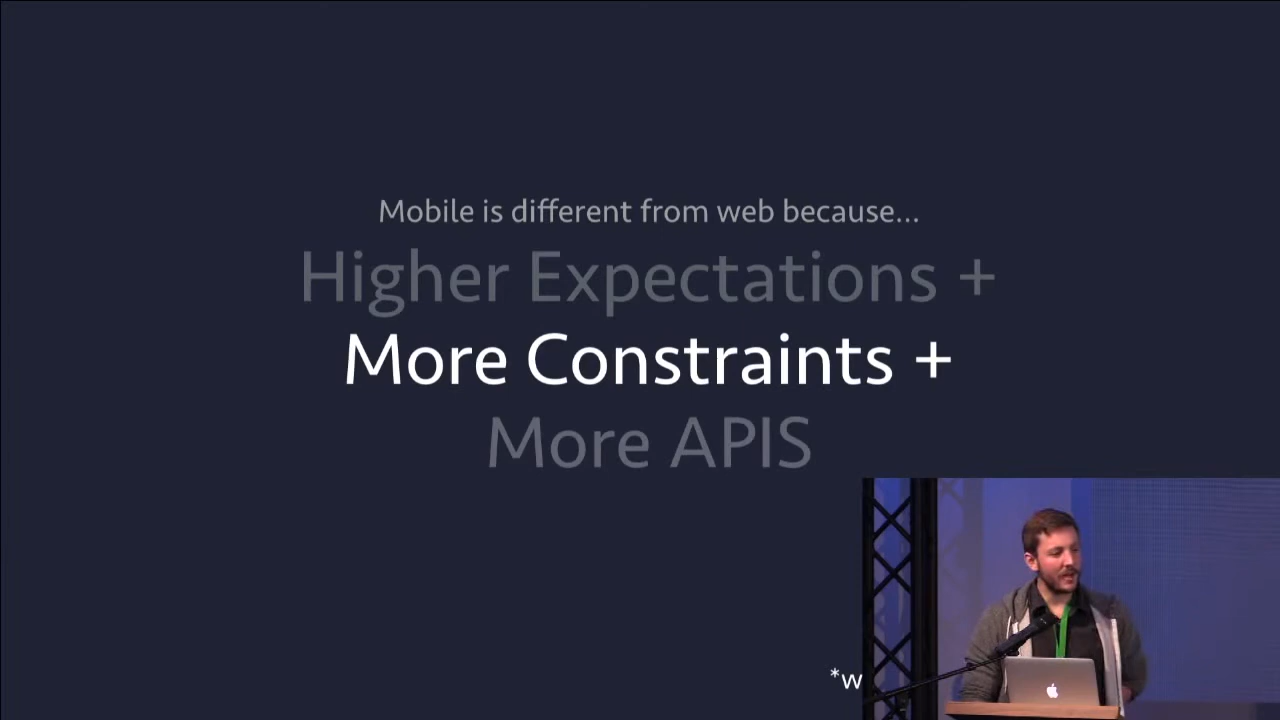 Mobile is different from web because...
Higher Expectations +
More Constraints +
More APIS
*w